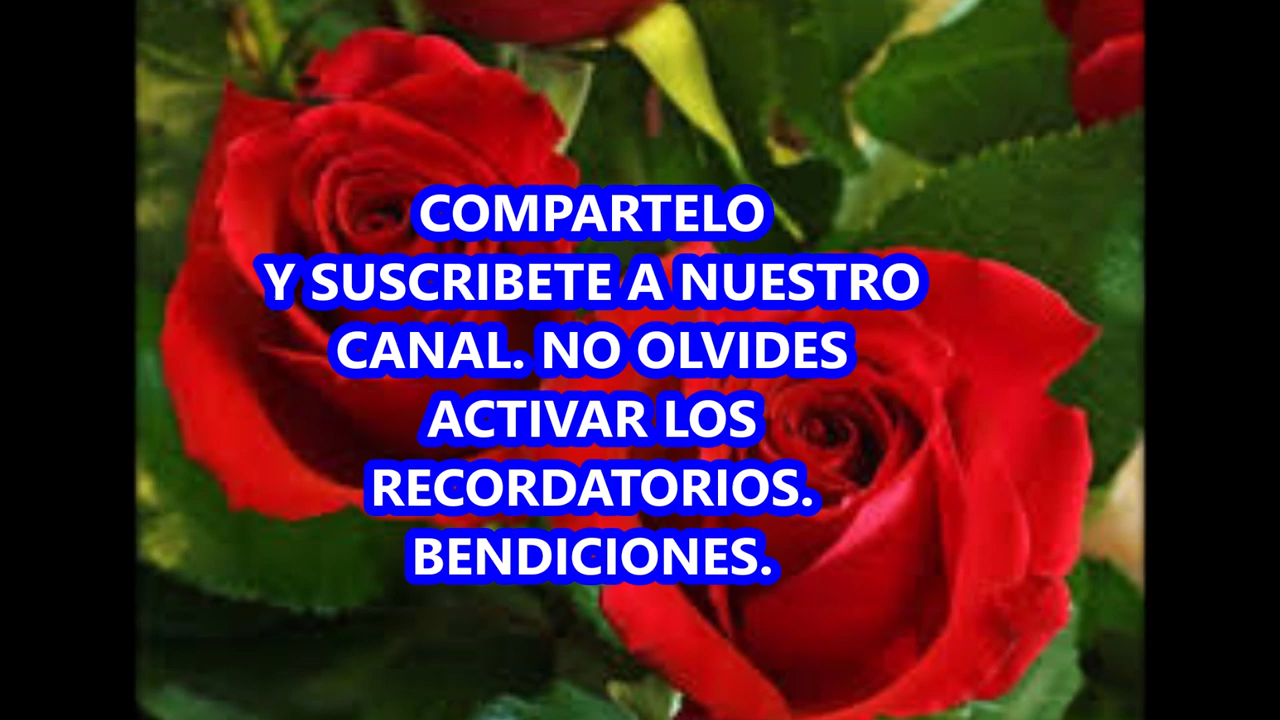 COMPARTELO
Y SUSCRIBETE A NUESTRO
CANAL. NO OLVIDES
ACTIVAR LOS
RECORDATORIOS.
BENDICIONES.